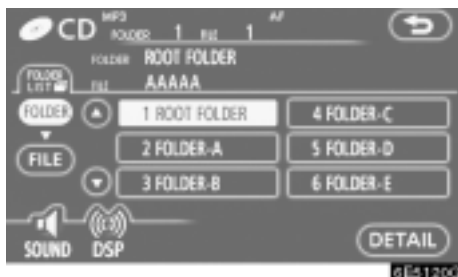 CD MP3 FOLDER 1 FILE 1 AF
FOLDER ROOT FOLDER
FOLDER LIST FILE AAAAA
FOLDER 1 ROOT FOLDER 4 FOLDER-C
FILE 2 FOLDER-A 5 FOLDER-D
3 FOLDER-B 6 FOLDER-E
SOUND DSP DETAIL
6E51200